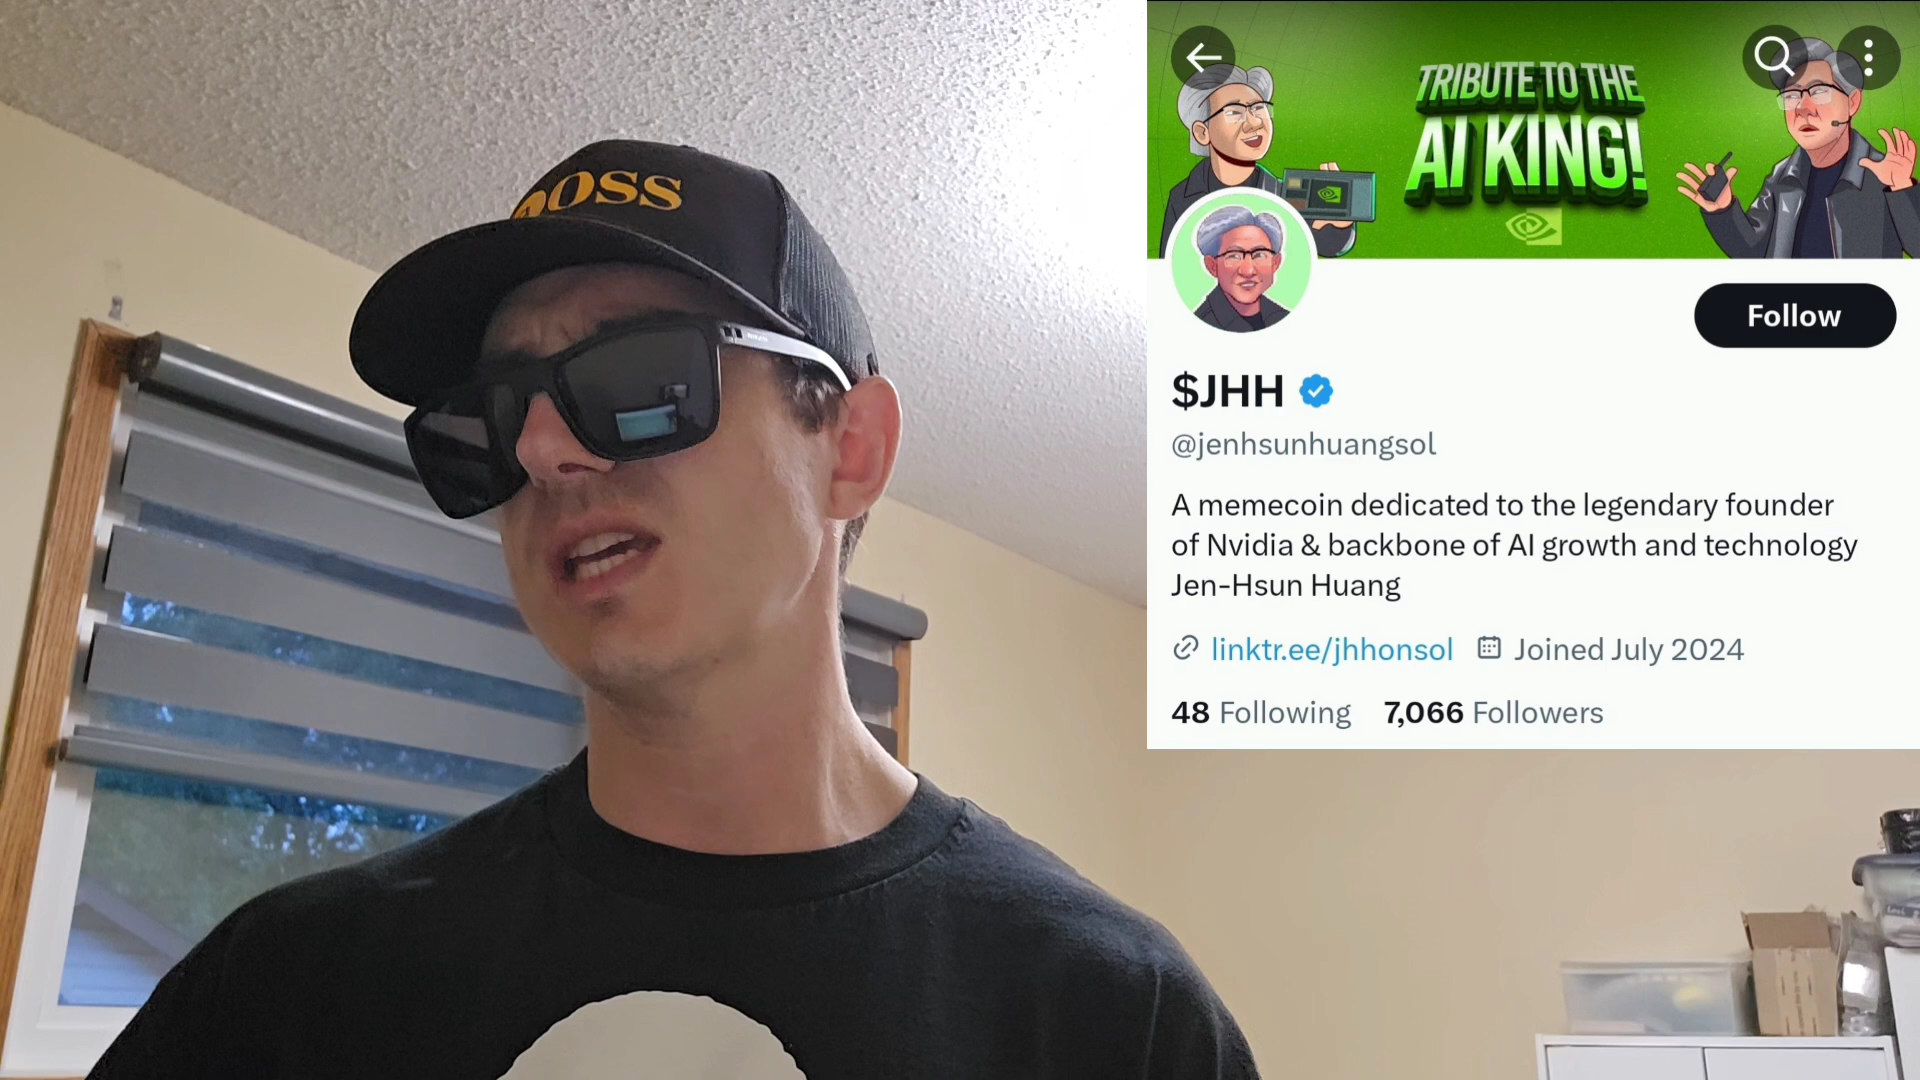 BOSS
TRIBUTE TO THE
AI KING!
Follow
$JHH
@jenhsunhuangsol
A memecoin dedicated to the legendary founder
of Nvidia & backbone of AI growth and technology
Jen-Hsun Huang
linktr.ee/jhhonsol Joined July 2024
48 Following 7,066 Followers